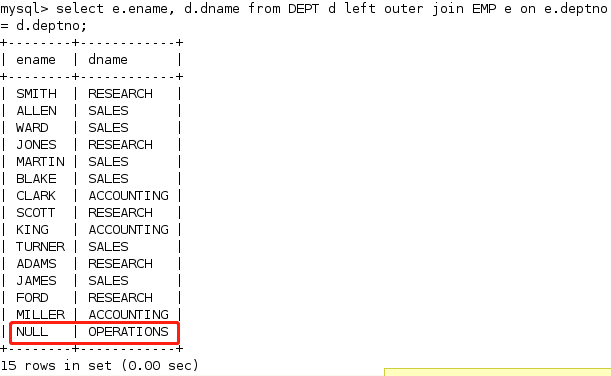 mysql> select e.ename, d.dname from DEPT d left outer join EMP e on e.deptno
= d.deptno;
+--------+------------+
| ename  | dname      |
+--------+------------+
| SMITH  | RESEARCH   |
| ALLEN  | SALES      |
| WARD   | SALES      |
| JONES  | RESEARCH   |
| MARTIN | SALES      |
| BLAKE  | SALES      |
| CLARK  | ACCOUNTING |
| SCOTT  | RESEARCH   |
| KING   | ACCOUNTING |
| TURNER | SALES      |
| ADAMS  | RESEARCH   |
| JAMES  | SALES      |
| FORD   | RESEARCH   |
| MILLER | ACCOUNTING |
| NULL   | OPERATIONS |
+--------+------------+
15 rows in set (0.00 sec)